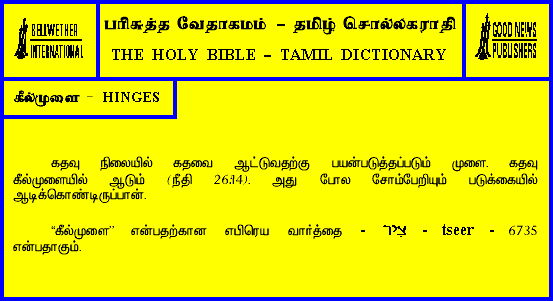 BELLWETHER
INTERNATIONAL
பரிசுத்த வேதாகமம் - தமிழ் சொல்லகராதி
THE HOLY BIBLE - TAMIL DICTIONARY
GOOD NEWS
PUBLISHERS
கீல்முளை - HINGES
கதவு நிலையில் கதவை ஆட்டுவதற்கு பயன்படுத்தப்படும் முளை. கதவு
கீல்முளையில் ஆடும் (நீதி 26:14). அது போல சோம்பேறியும் படுக்கையில்
ஆடிக்கொண்டிருப்பான்.
“கீல்முளை” என்பதற்கான எபிரெய வார்த்தை - צִיר - tseer - 6735
என்பதாகும்.